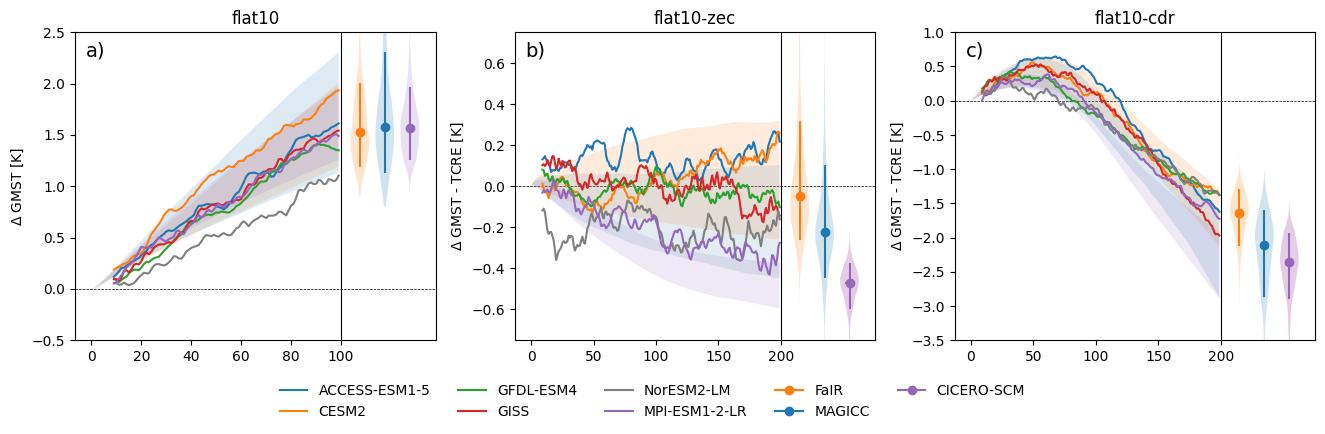 flat10
a)
Δ GMST [K]
2.5
2.0
1.5
1.0
0.5
0.0
−0.5
0 20 40 60 80 100
flat10-zec
b)
Δ GMST - TCRE [K]
0.6
0.4
0.2
0.0
−0.2
−0.4
−0.6
0 50 100 150 200
flat10-cdr
c)
Δ GMST - TCRE [K]
1.0
0.5
0.0
−0.5
−1.0
−1.5
−2.0
−2.5
−3.0
−3.5
0 50 100 150 200
ACCESS-ESM1-5 GFDL-ESM4 NorESM2-LM FaIR CICERO-SCM
CESM2 GISS MPI-ESM1-2-LR MAGICC